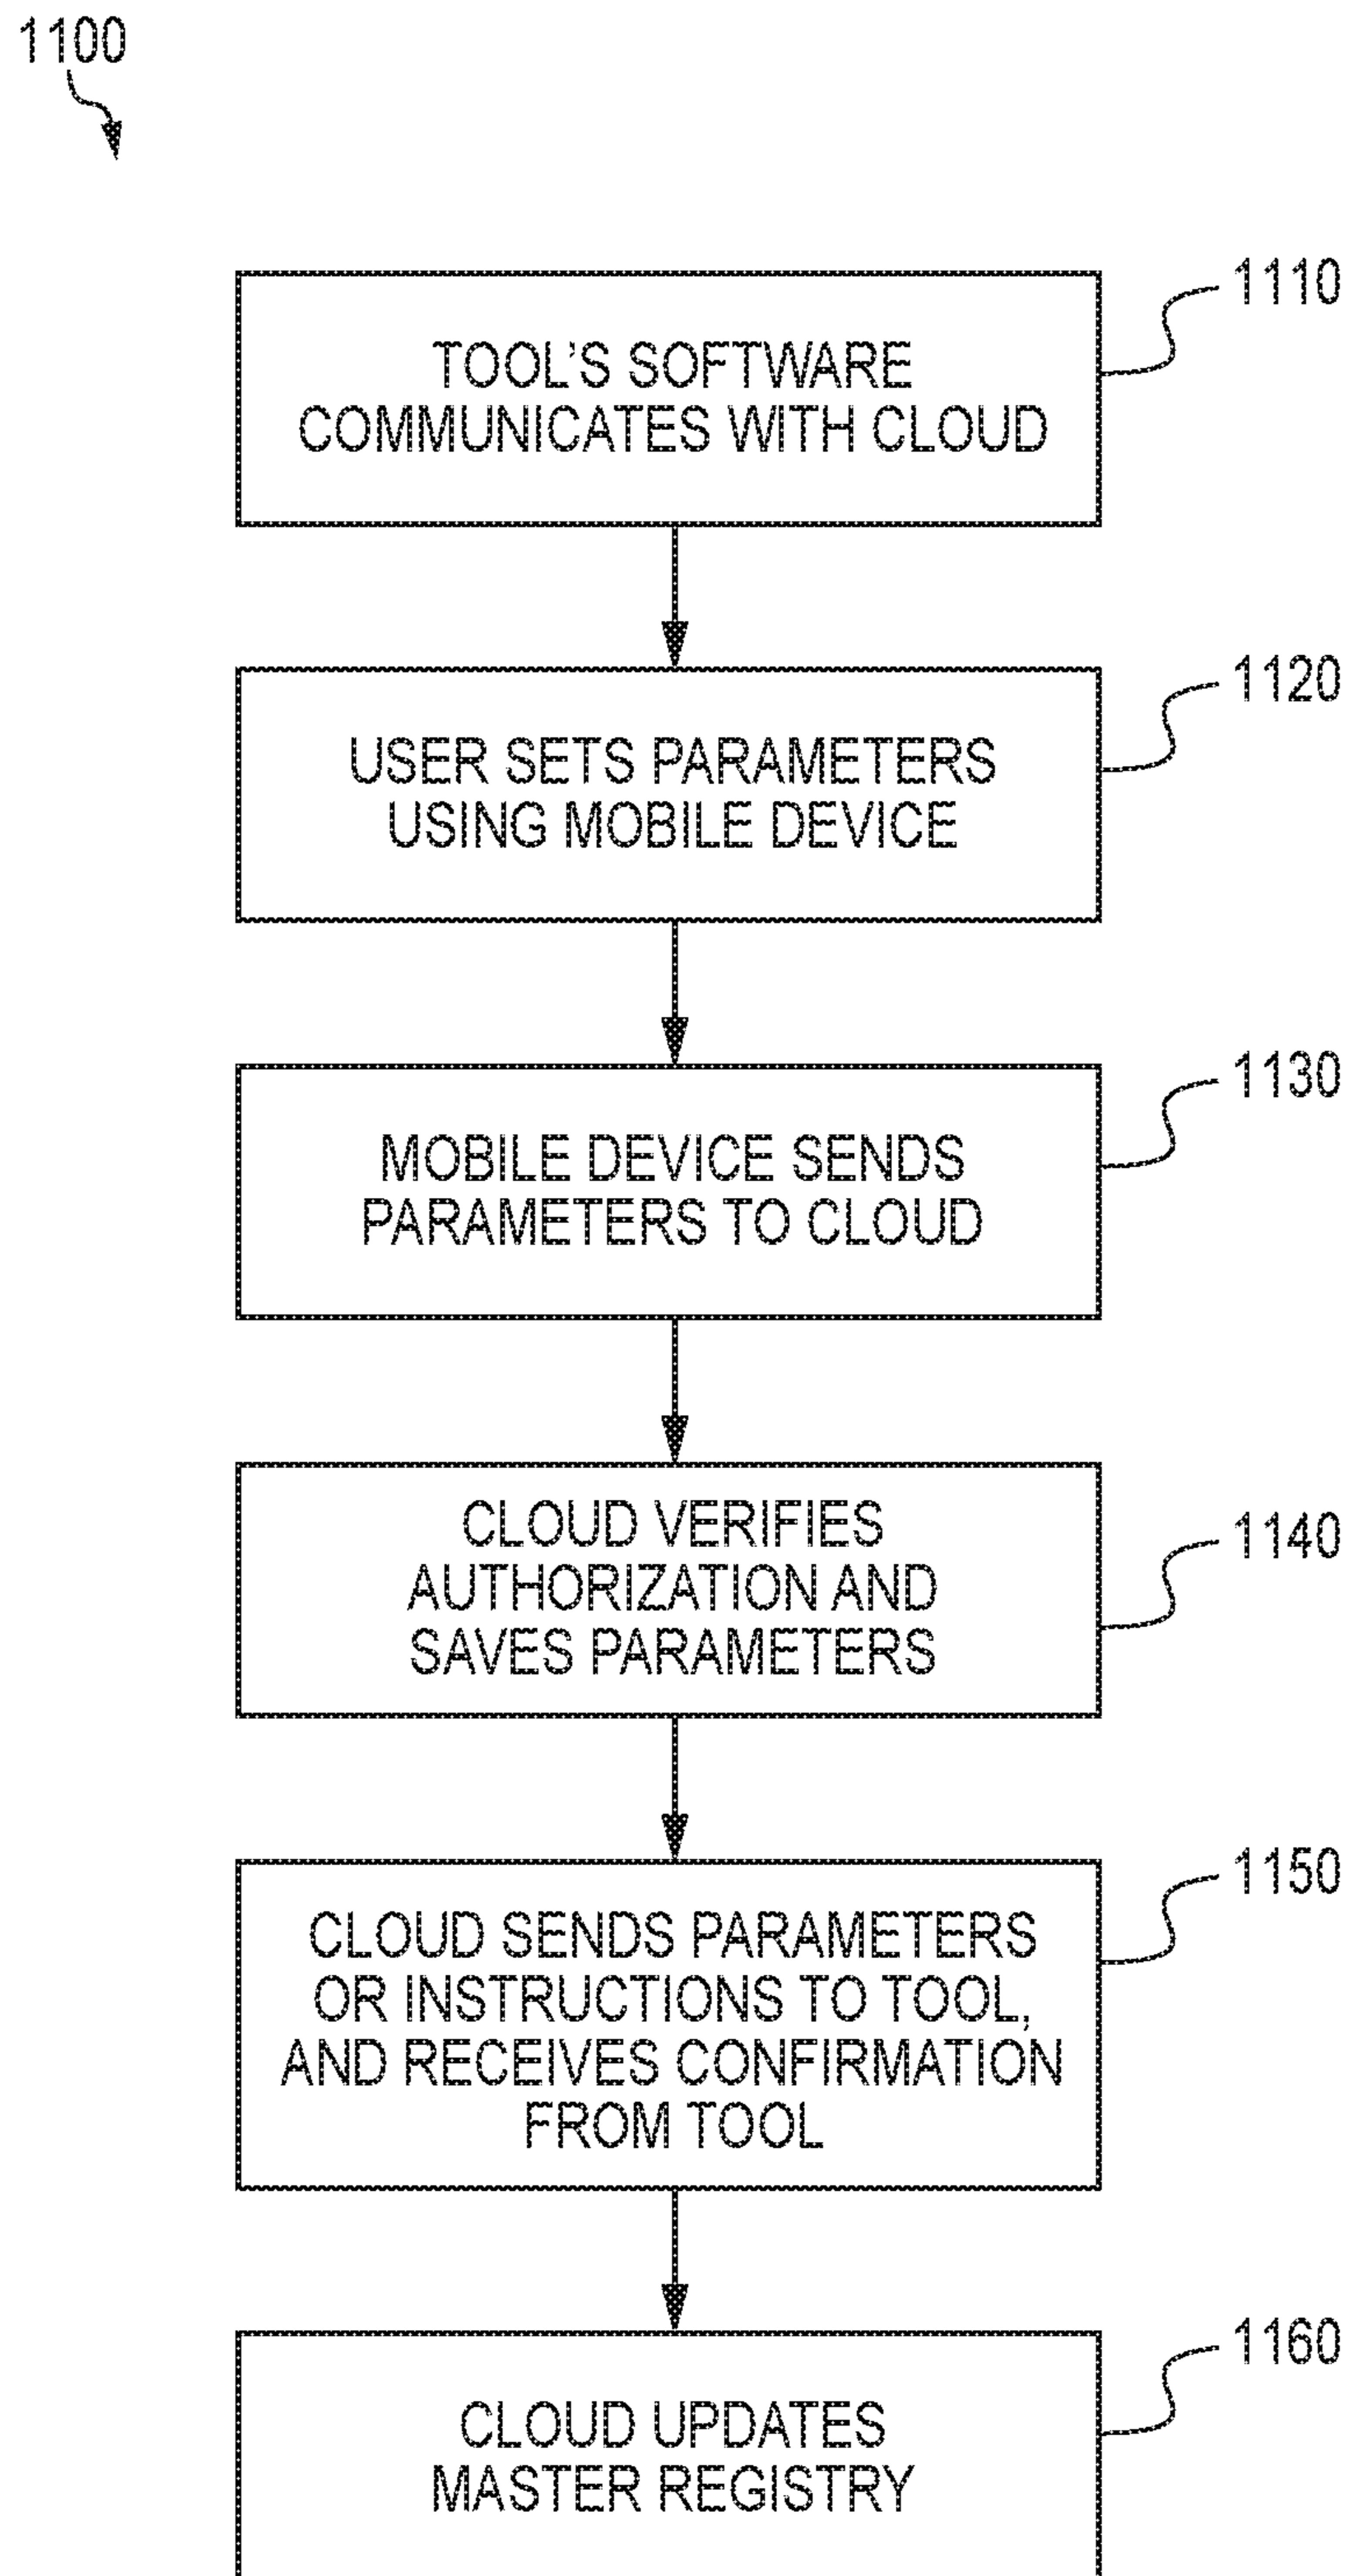 1100
1110
TOOL'S SOFTWARE
COMMUNICATES WITH CLOUD
1120
USER SETS PARAMETERS
USING MOBILE DEVICE
1130
MOBILE DEVICE SENDS
PARAMETERS TO CLOUD
1140
CLOUD VERIFIES
AUTHORIZATION AND
SAVES PARAMETERS
1150
CLOUD SENDS PARAMETERS
OR INSTRUCTIONS TO TOOL,
AND RECEIVES CONFIRMATION
FROM TOOL
1160
CLOUD UPDATES
MASTER REGISTRY